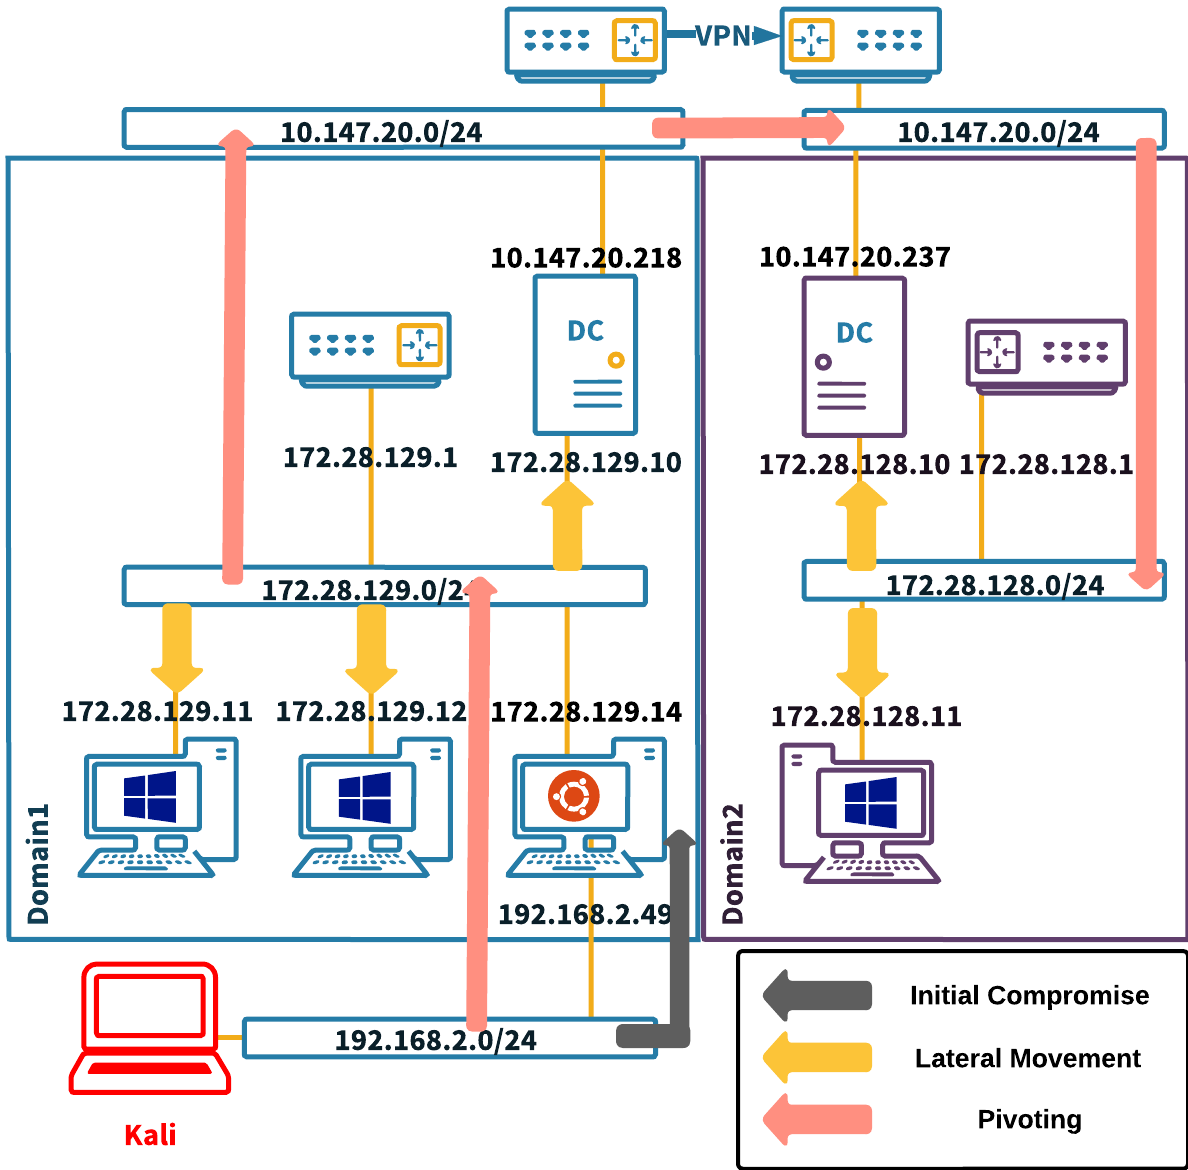 VPN
10.147.20.0/24
10.147.20.0/24
10.147.20.218
10.147.20.237
DC
DC
172.28.129.1
172.28.129.10
172.28.128.10
172.28.128.1
172.28.129.0/24
172.28.128.0/24
172.28.129.11
172.28.129.12
172.28.129.14
172.28.128.11
Domain1
Domain2
192.168.2.49
192.168.2.0/24
Kali
Initial Compromise
Lateral Movement
Pivoting